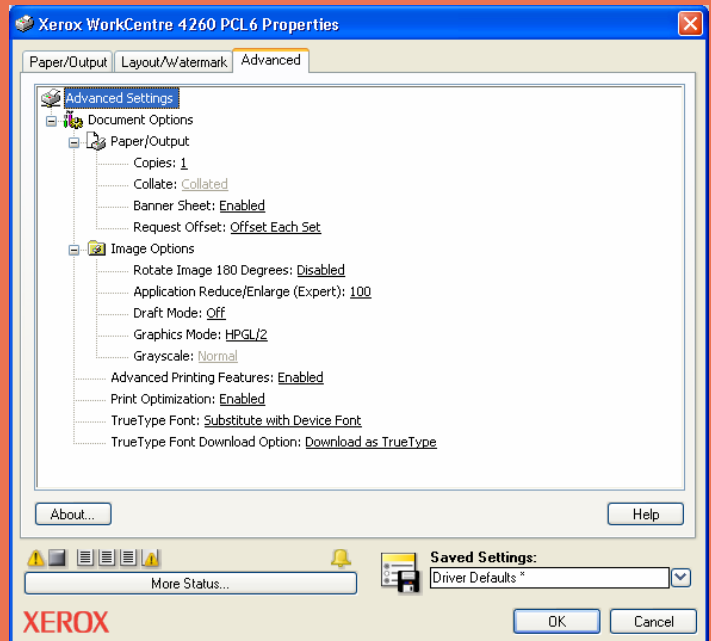 Xerox WorkCentre 4260 PCL6 Properties
Paper/Output Layout/Watermark Advanced
Advanced Settings
Document Options
Paper/Output
Copies: 1
Collate: Collated
Banner Sheet: Enabled
Request Offset: Offset Each Set
Image Options
Rotate Image 180 Degrees: Disabled
Application Reduce/Enlarge (Expert): 100
Draft Mode: Off
Graphics Mode: HPGL/2
Grayscale: Normal
Advanced Printing Features: Enabled
Print Optimization: Enabled
TrueType Font: Substitute with Device Font
TrueType Font Download Option: Download as TrueType
About... Help
Saved Settings:
More Status... Driver Defaults *
XEROX OK Cancel